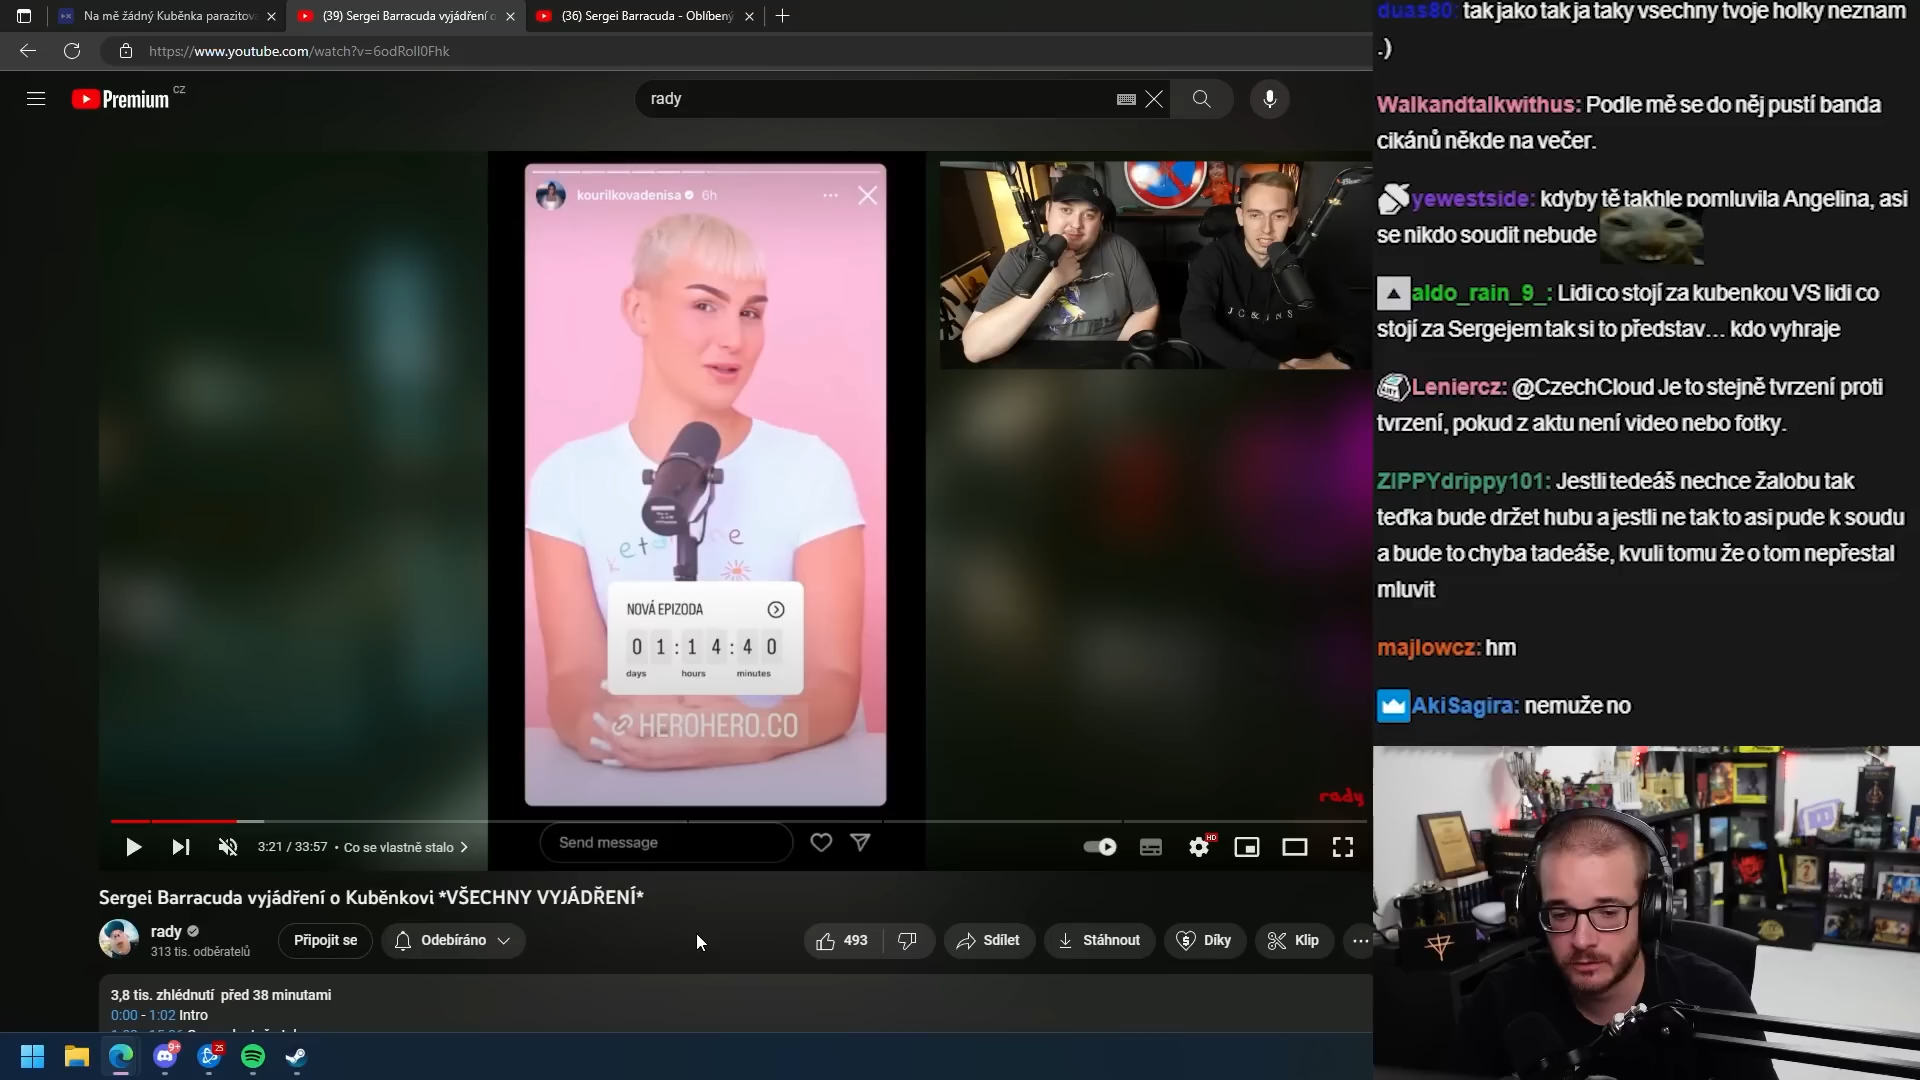 Na mě žádný Kuběnka parazitova
(39) Sergei Barracuda vyjádření o
(36) Sergei Barracuda - Oblíbený
https://www.youtube.com/watch?v=6odRoll0Fhk
Premium CZ
rady
kourilkovadenisa 6h
NOVÁ EPIZODA
01:14:40
days hours minutes
HEROHERO.CO
Send message
rady
3:21 / 33:57 • Co se vlastně stalo
HD
Sergei Barracuda vyjádření o Kuběnkovi *VŠECHNY VYJÁDŘENÍ*
rady
313 tis. odběratelů
Připojit se
Odebíráno
493
Sdílet
Stáhnout
Díky
Klip
3,8 tis. zhlédnutí před 38 minutami
0:00 - 1:02 Intro
9+
25
duas80: tak jako tak ja taky vsechny tvoje holky neznam
.)
Walkandtalkwithus: Podle mě se do něj pustí banda
cikánů někde na večer.
yewestside: kdyby tě takhle pomluvila Angelina, asi
se nikdo soudit nebude
aldo_rain_9_: Lidi co stojí za kubenkou VS lidi co
stojí za Sergejem tak si to představ... kdo vyhraje
Leniercz: @CzechCloud Je to stejně tvrzení proti
tvrzení, pokud z aktu není video nebo fotky.
ZIPPYdrippy101: Jestli tedeáš nechce žalobu tak
teďka bude držet hubu a jestli ne tak to asi pude k soudu
a bude to chyba tadeáše, kvuli tomu že o tom nepřestal
mluvit
majlowcz: hm
AkiSagira: nemuže no